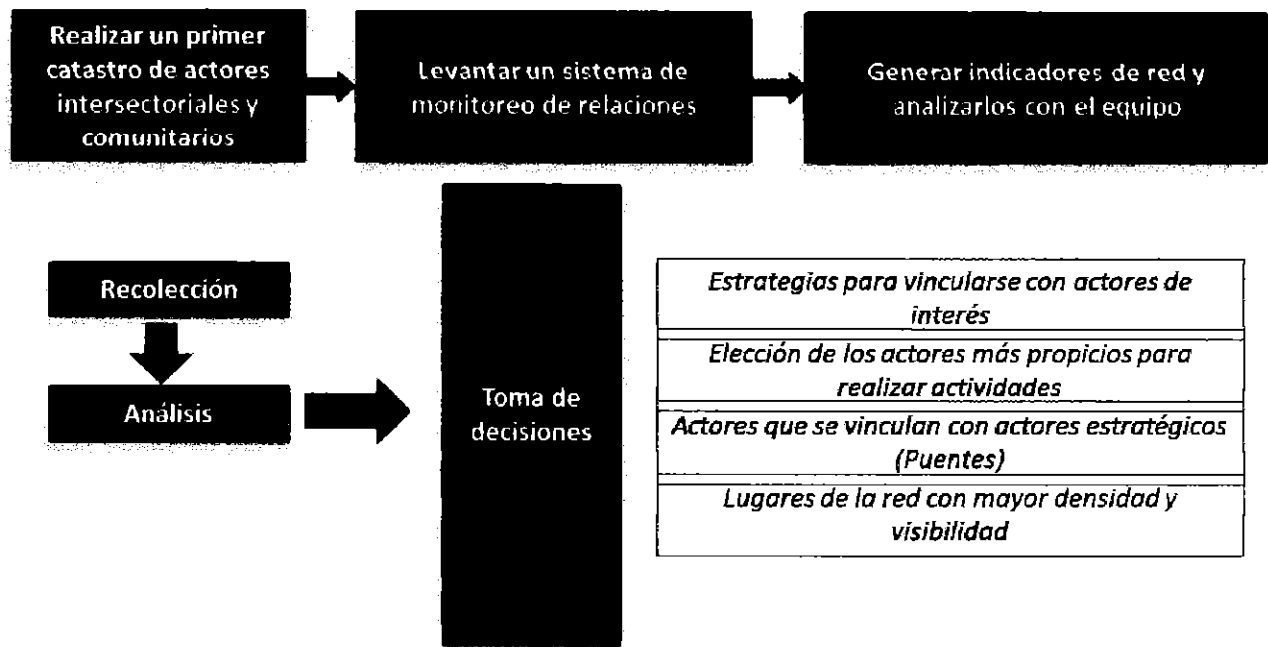 Realizar un primer
catastro de actores
intersectoriales y
comunitarios
Levantar un sistema de
monitoreo de relaciones
Generar indicadores de red y
analizarlos con el equipo
Recolección
Análisis
Toma de
decisiones
Estrategias para vincularse con actores de
interés
Elección de los actores más propicios para
realizar actividades
Actores que se vinculan con actores estratégicos
(Puentes)
Lugares de la red con mayor densidad y
visibilidad